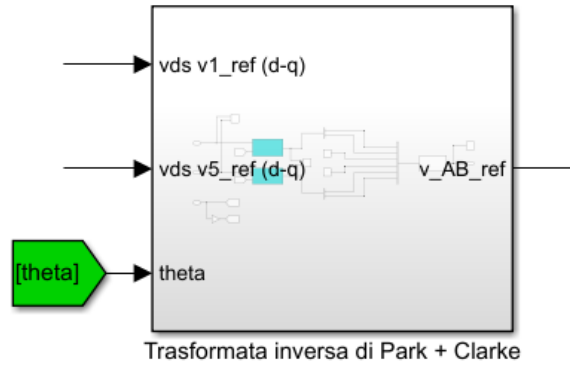 vds v1_ref (d-q)
vds v5_ref (d-q)
v_AB_ref
[theta]
theta
Trasformata inversa di Park + Clarke